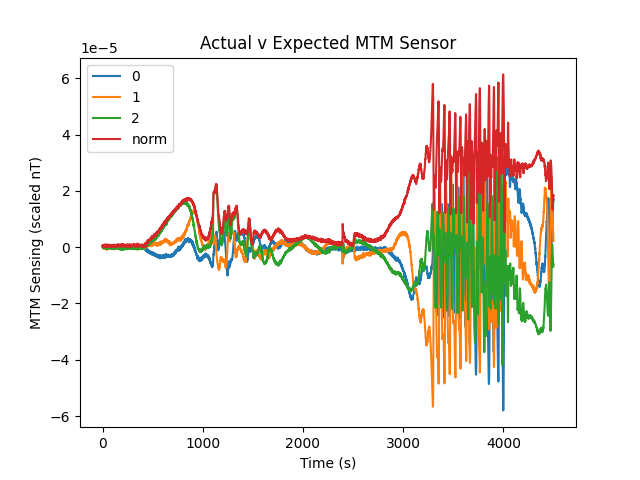 Actual v Expected MTM Sensor
1e−5
6
4
2
0
−2
−4
−6
MTM Sensing (scaled nT)
0
1
2
norm
0 1000 2000 3000 4000
Time (s)